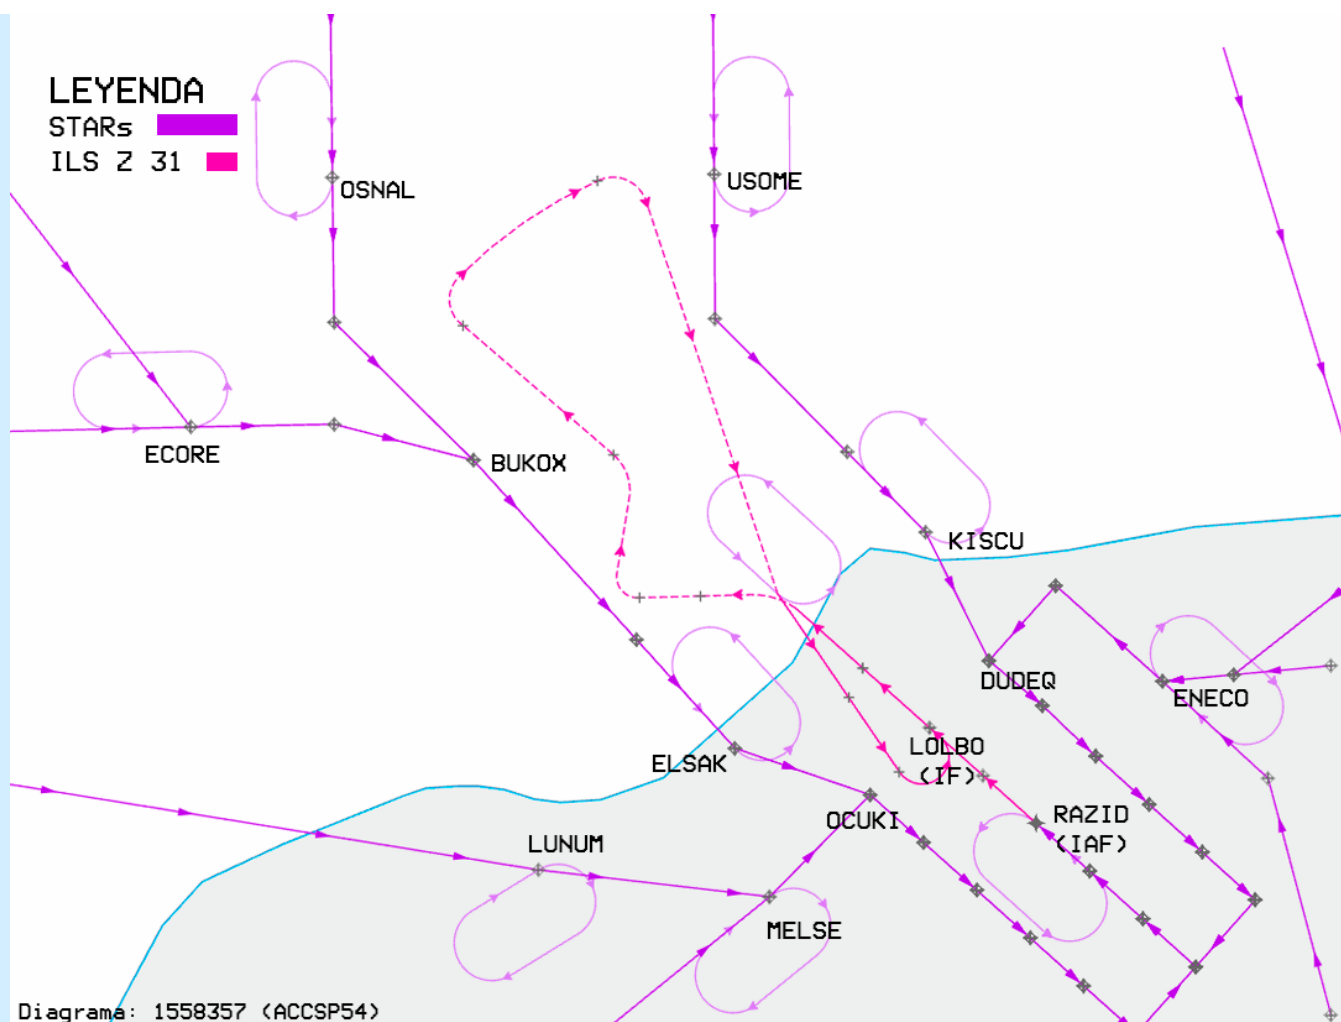 LEYENDA
STARs
ILS Z 31
OSNAL
USOME
ECORE
BUKOX
KISCU
DUDEQ
ENECO
LOLBO
(IF)
ELSAK
OCUKI
RAZID
(IAF)
LUNUM
MELSE
Diagrama: 1558357 (ACCSP54)